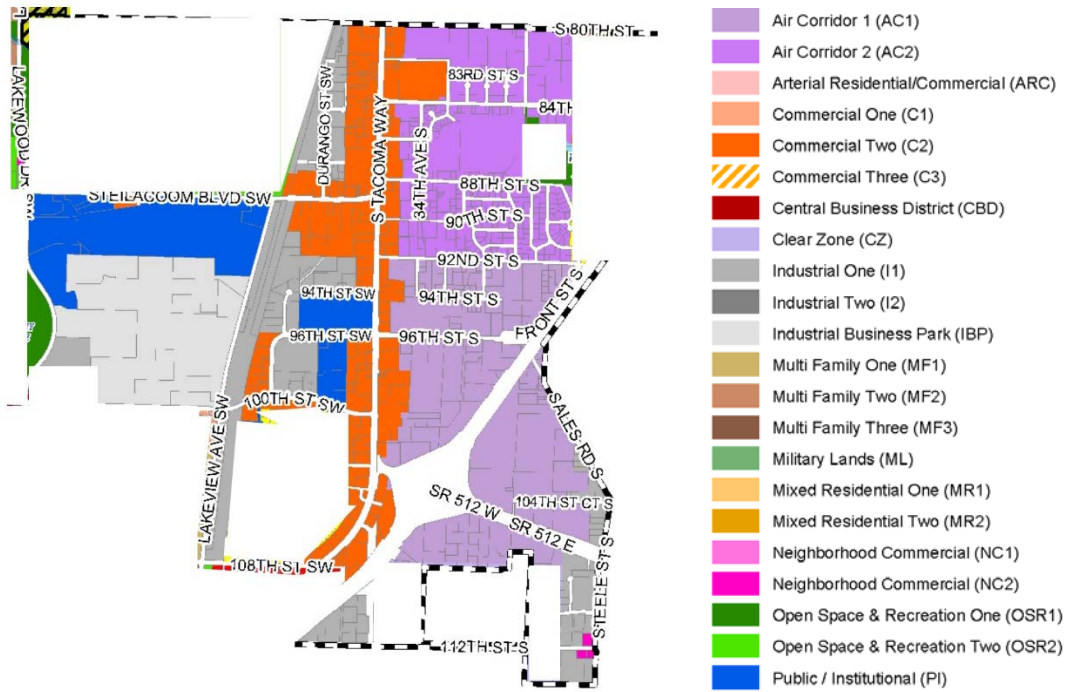 S 80TH ST
LAKEWOOD DR SW
DURANGO ST SW
S TACOMA WAY
83RD ST S
84TH
34TH AVE S
88TH ST S
STEILACOOM BLVD SW
90TH ST S
92ND ST S
94TH ST SW
94TH ST S
FRONT ST S
96TH ST SW
96TH ST S
100TH ST SW
SALES RD S
LAKEVIEW AVE SW
SR 512 W
SR 512 E
104TH ST CT S
108TH ST SW
STEELE ST S
112TH ST S
Air Corridor 1 (AC1)
Air Corridor 2 (AC2)
Arterial Residential/Commercial (ARC)
Commercial One (C1)
Commercial Two (C2)
Commercial Three (C3)
Central Business District (CBD)
Clear Zone (CZ)
Industrial One (I1)
Industrial Two (I2)
Industrial Business Park (IBP)
Multi Family One (MF1)
Multi Family Two (MF2)
Multi Family Three (MF3)
Military Lands (ML)
Mixed Residential One (MR1)
Mixed Residential Two (MR2)
Neighborhood Commercial (NC1)
Neighborhood Commercial (NC2)
Open Space & Recreation One (OSR1)
Open Space & Recreation Two (OSR2)
Public / Institutional (PI)